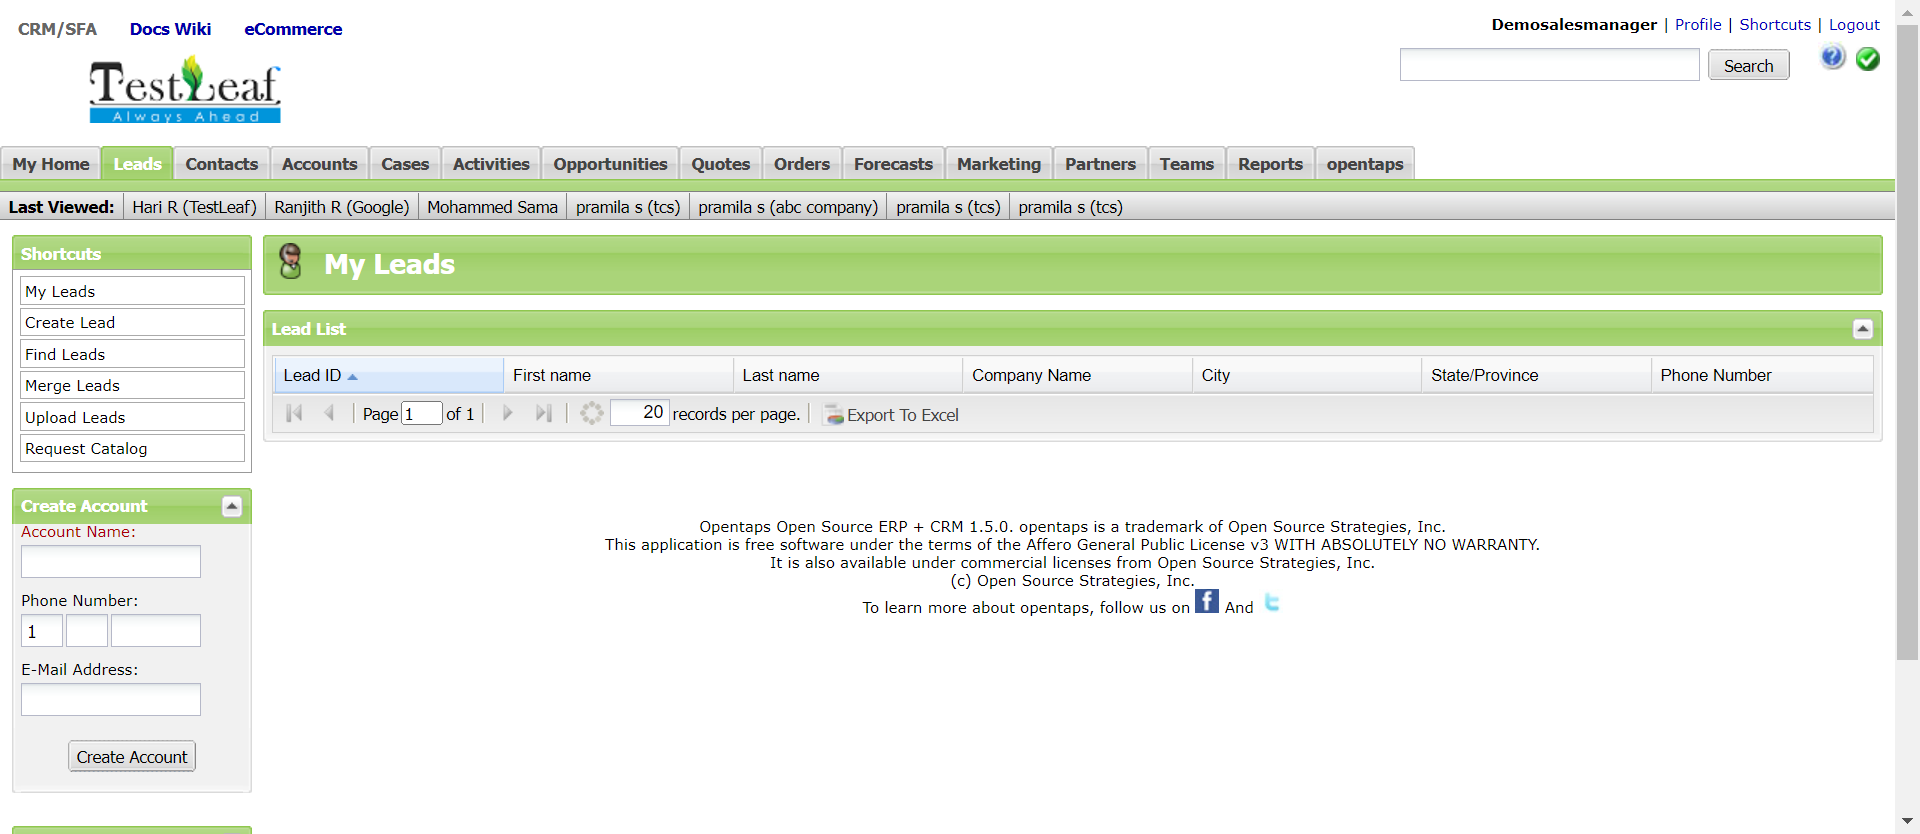 CRM/SFA Docs Wiki eCommerce
Demosalesmanager | Profile | Shortcuts | Logout
TestLeaf
Always Ahead
Search
My Home Leads Contacts Accounts Cases Activities Opportunities Quotes Orders Forecasts Marketing Partners Teams Reports opentaps
Last Viewed: Hari R (TestLeaf) Ranjith R (Google) Mohammed Sama pramila s (tcs) pramila s (abc company) pramila s (tcs) pramila s (tcs)
Shortcuts
My Leads
Create Lead
Find Leads
Merge Leads
Upload Leads
Request Catalog
Create Account
Account Name:
Phone Number:
1
E-Mail Address:
Create Account
My Leads
Lead List
Lead ID First name Last name Company Name City State/Province Phone Number
Page 1 of 1 20 records per page. Export To Excel
Opentaps Open Source ERP + CRM 1.5.0. opentaps is a trademark of Open Source Strategies, Inc.
This application is free software under the terms of the Affero General Public License v3 WITH ABSOLUTELY NO WARRANTY.
It is also available under commercial licenses from Open Source Strategies, Inc.
(c) Open Source Strategies, Inc.
To learn more about opentaps, follow us on f And t